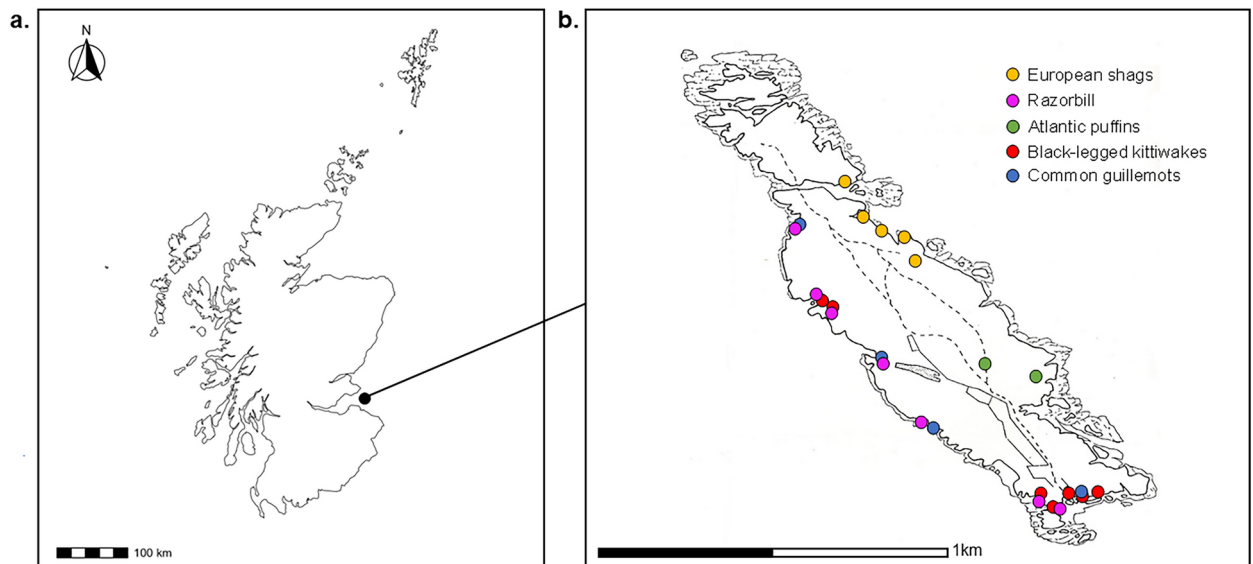 a.
N
100 km
b.
European shags
Razorbill
Atlantic puffins
Black-legged kittiwakes
Common guillemots
1km